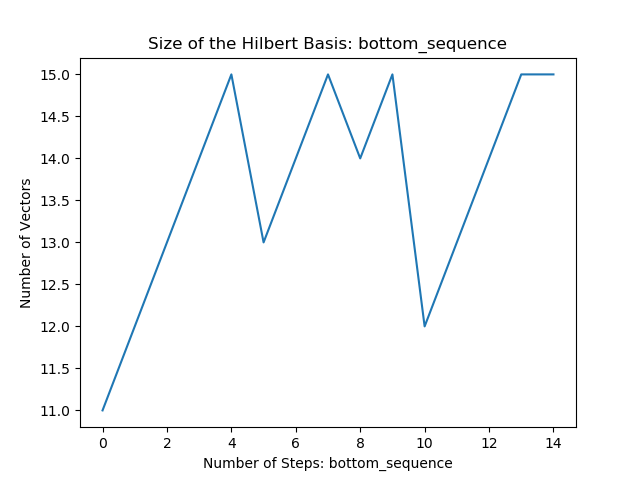 Size of the Hilbert Basis: bottom_sequence
15.0
14.5
14.0
13.5
13.0
12.5
12.0
11.5
11.0
Number of Vectors
0 2 4 6 8 10 12 14
Number of Steps: bottom_sequence